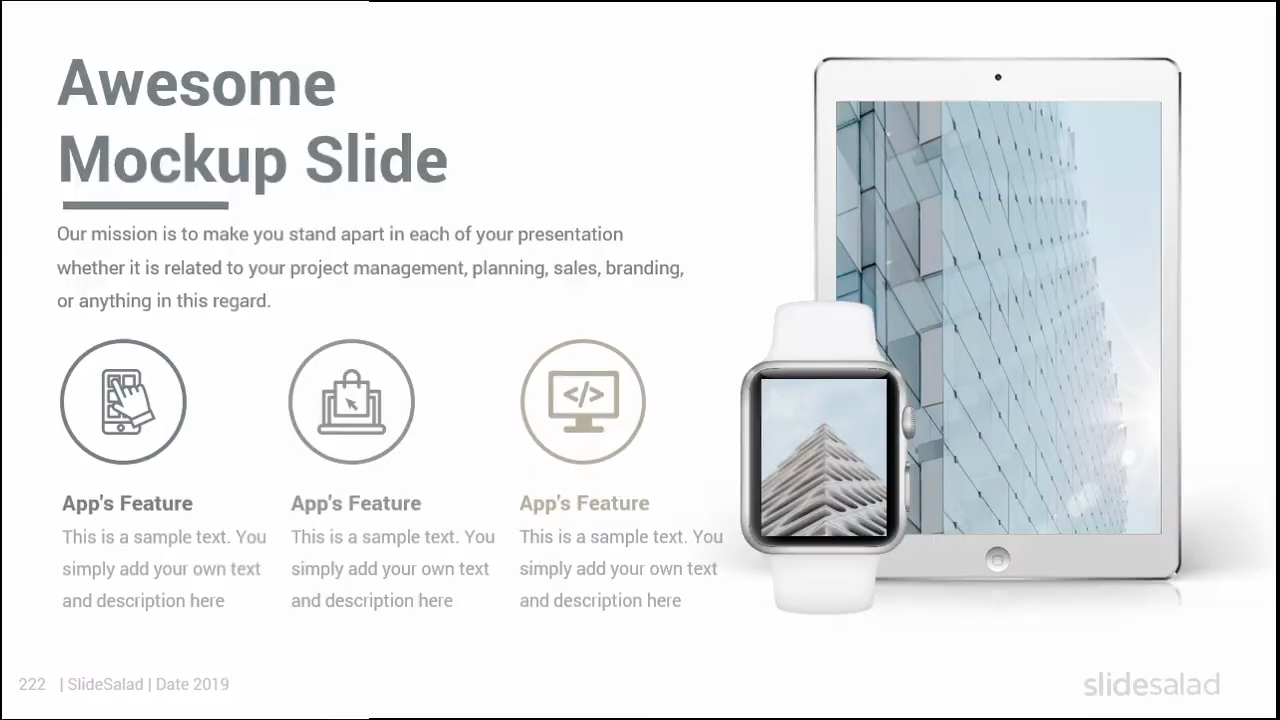 Awesome
Mockup Slide
Our mission is to make you stand apart in each of your presentation
whether it is related to your project management, planning, sales, branding,
or anything in this regard.
</>
App's Feature
This is a sample text. You
simply add your own text
and description here
App's Feature
This is a sample text. You
simply add your own text
and description here
App's Feature
This is a sample text. You
simply add your own text
and description here
222 | SlideSalad | Date 2019
slidesalad